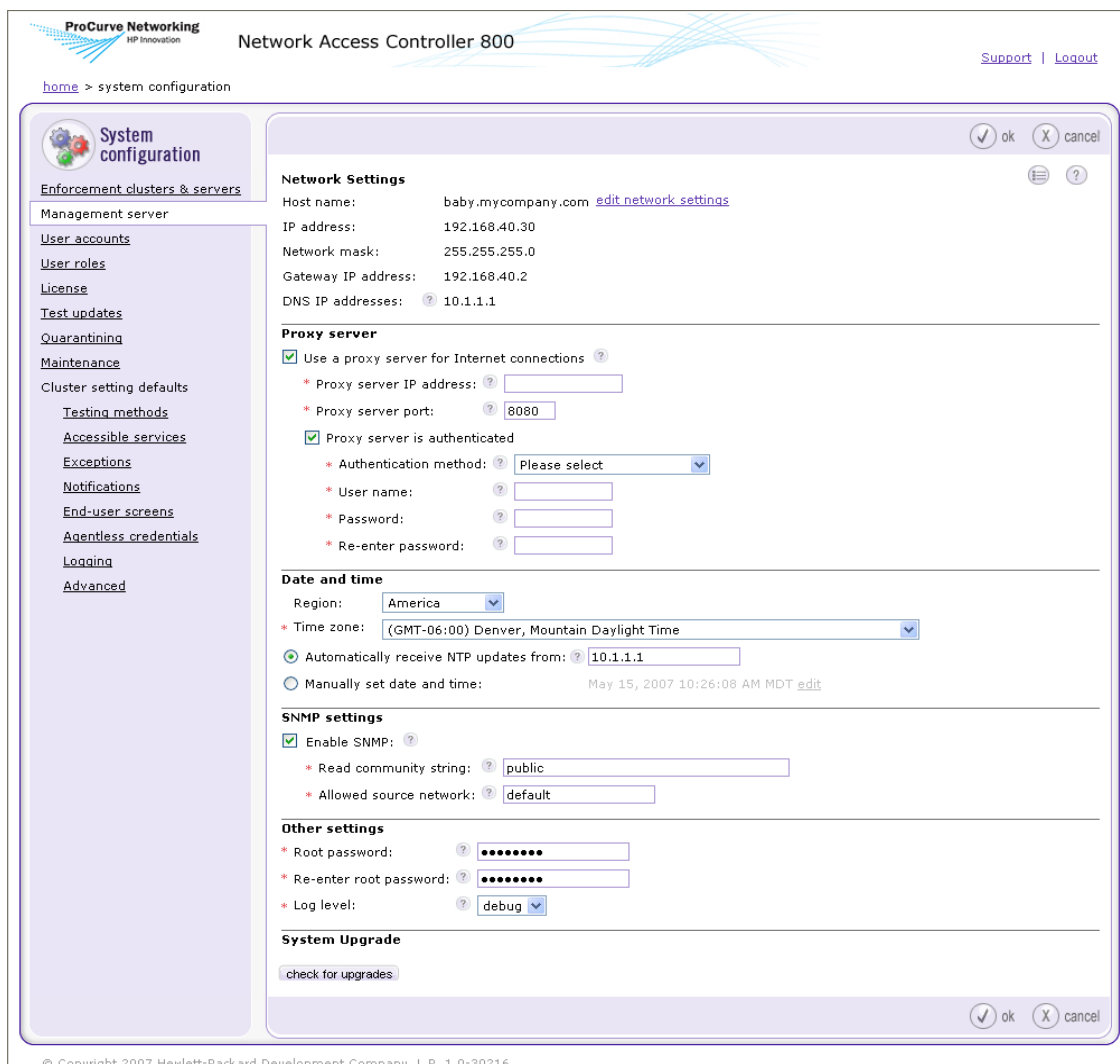 ProCurve Networking
HP Innovation
Network Access Controller 800
Support | Logout
home > system configuration
System configuration
ok cancel
Enforcement clusters & servers
Management server
User accounts
User roles
License
Test updates
Quarantining
Maintenance
Cluster setting defaults
Testing methods
Accessible services
Exceptions
Notifications
End-user screens
Agentless credentials
Logging
Advanced
Network Settings
Host name: baby.mycompany.com edit network settings
IP address: 192.168.40.30
Network mask: 255.255.255.0
Gateway IP address: 192.168.40.2
DNS IP addresses: ? 10.1.1.1
Proxy server
Use a proxy server for Internet connections ?
* Proxy server IP address: ?
* Proxy server port: ? 8080
Proxy server is authenticated
* Authentication method: ? Please select
* User name: ?
* Password: ?
* Re-enter password: ?
Date and time
Region: America
* Time zone: (GMT-06:00) Denver, Mountain Daylight Time
Automatically receive NTP updates from: ? 10.1.1.1
Manually set date and time: May 15, 2007 10:26:08 AM MDT edit
SNMP settings
Enable SNMP: ?
* Read community string: ? public
* Allowed source network: ? default
Other settings
* Root password: ? ••••••••
* Re-enter root password: ? ••••••••
* Log level: ? debug
System Upgrade
check for upgrades
ok cancel
© Copyright 2007 Hewlett-Packard Development Company, L.P. 1.0-30216